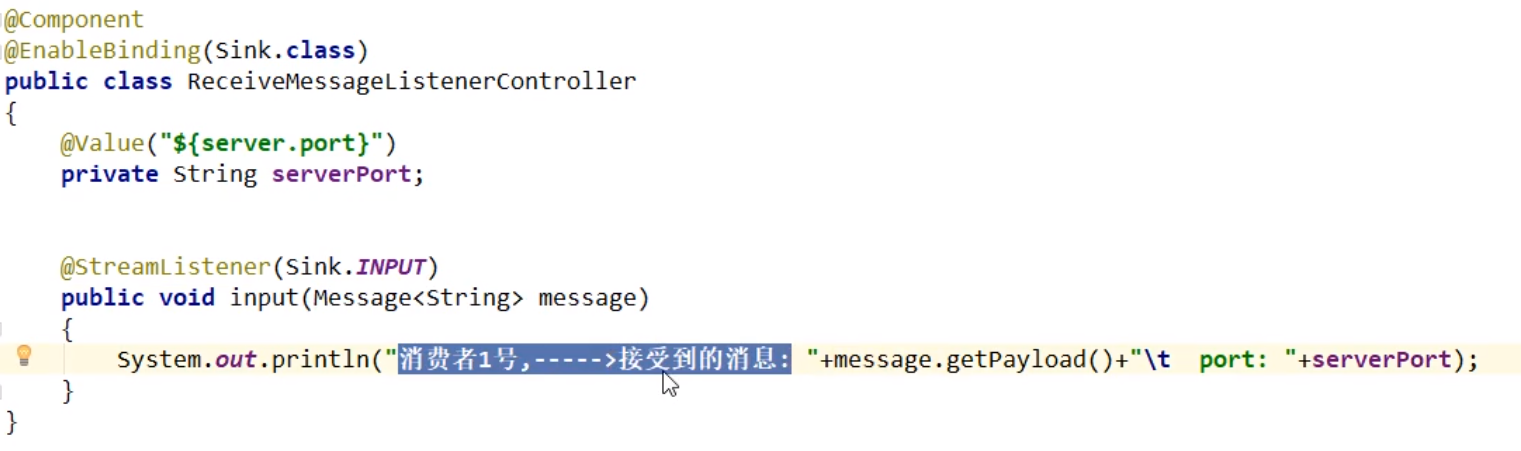 @Component
@EnableBinding(Sink.class)
public class ReceiveMessageListenerController
{
    @Value("${server.port}")
    private String serverPort;
    @StreamListener(Sink.INPUT)
    public void input(Message<String> message)
    {
        System.out.println("消费者1号,----->接受到的消息: "+message.getPayload()+"\t  port: "+serverPort);
    }
}